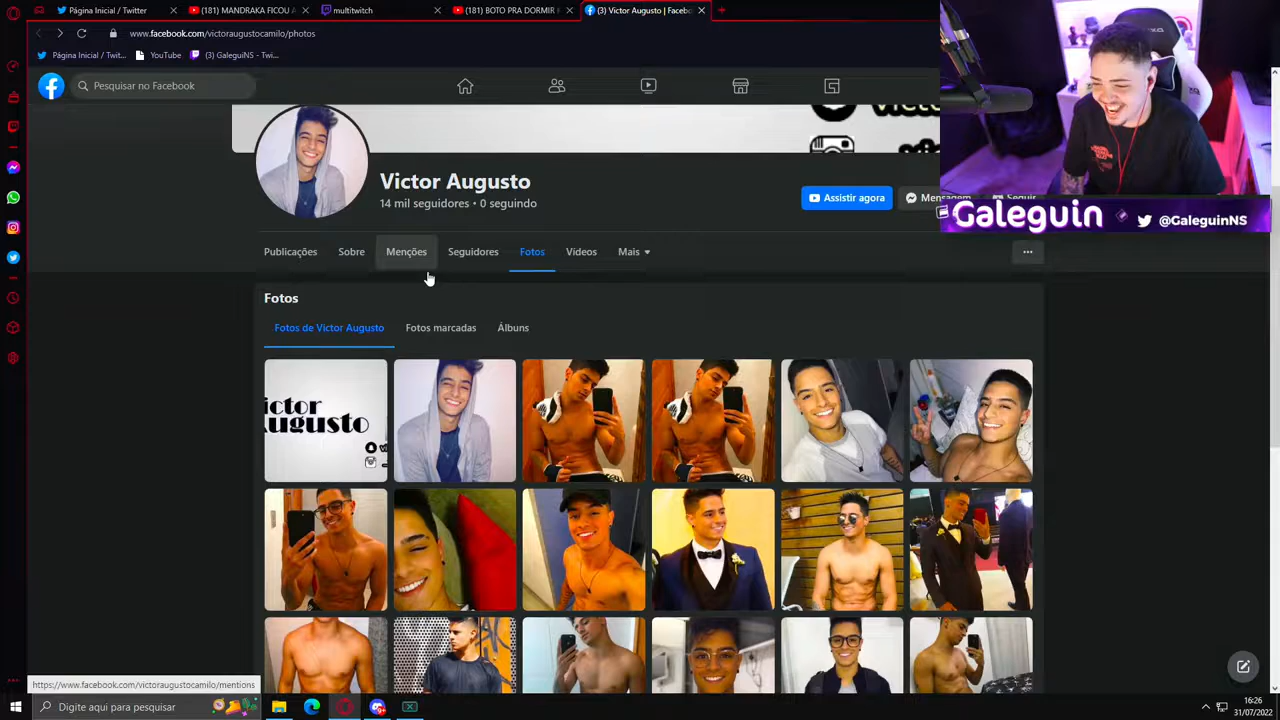 Página Inicial / Twitter
(181) MANDRAKA FICOU A
multitwitch
(181) BOTO PRA DORMIR F
(3) Victor Augusto | Facebo
www.facebook.com/victoraugustocamilo/photos
Página Inicial / Twit...
YouTube
(3) GaleguiNS - Twi...
Pesquisar no Facebook
Victor Augusto
14 mil seguidores • 0 seguindo
Assistir agora
Mensagem
Seguir
Galeguin
@GaleguinNS
Publicações
Sobre
Menções
Seguidores
Fotos
Vídeos
Mais
Fotos
Fotos de Victor Augusto
Fotos marcadas
Álbuns
https://www.facebook.com/victoraugustocamilo/mentions
Digite aqui para pesquisar
16:26
31/07/2022